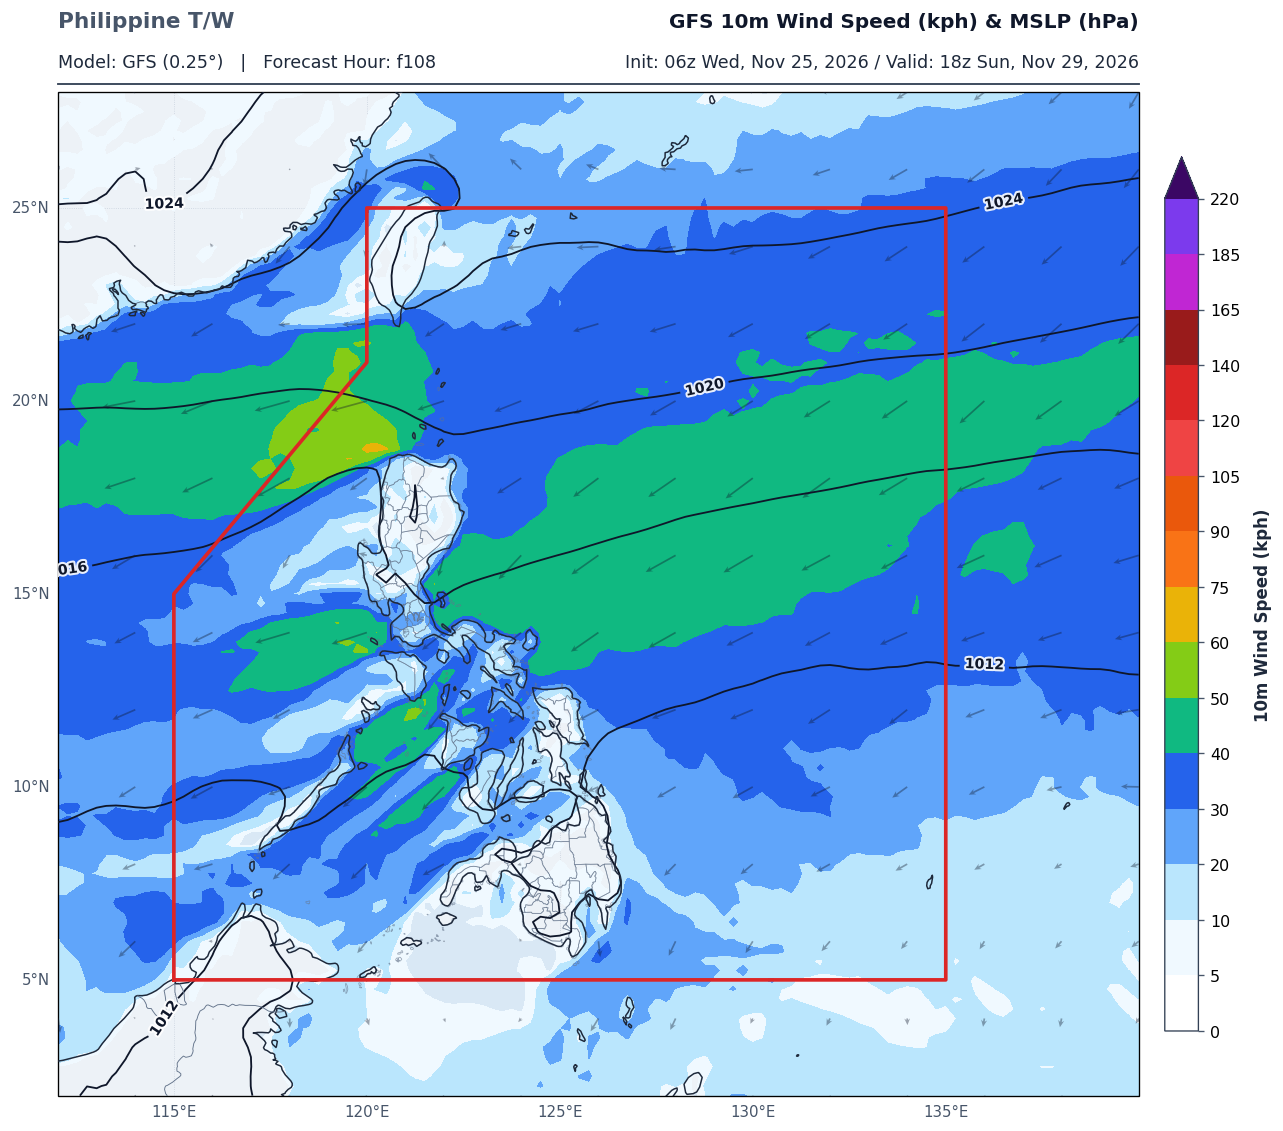 Philippine T/W
GFS 10m Wind Speed (kph) & MSLP (hPa)
Model: GFS (0.25°) | Forecast Hour: f108
Init: 06z Wed, Nov 25, 2026 / Valid: 18z Sun, Nov 29, 2026
1024
1024
1020
016
1012
1012
25°N
20°N
15°N
10°N
5°N
115°E
120°E
125°E
130°E
135°E
220
185
165
140
120
105
90
75
60
50
40
30
20
10
5
0
10m Wind Speed (kph)